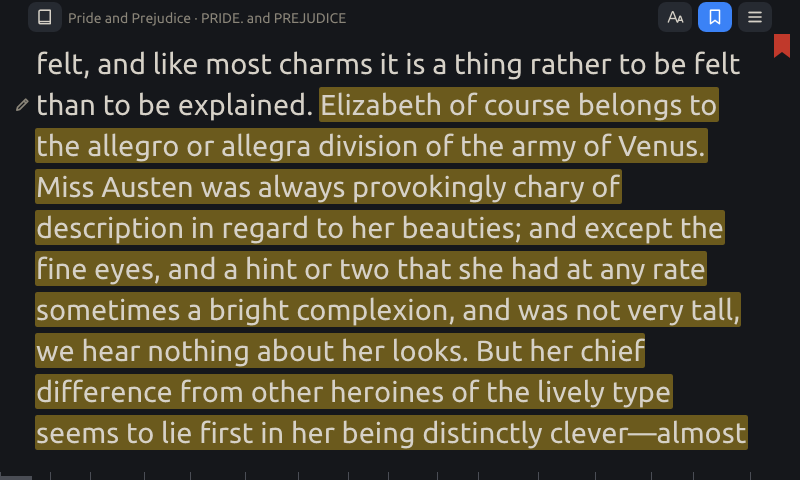 Pride and Prejudice · PRIDE. and PREJUDICE
AA
felt, and like most charms it is a thing rather to be felt
than to be explained. Elizabeth of course belongs to
the allegro or allegra division of the army of Venus.
Miss Austen was always provokingly chary of
description in regard to her beauties; and except the
fine eyes, and a hint or two that she had at any rate
sometimes a bright complexion, and was not very tall,
we hear nothing about her looks. But her chief
difference from other heroines of the lively type
seems to lie first in her being distinctly clever—almost